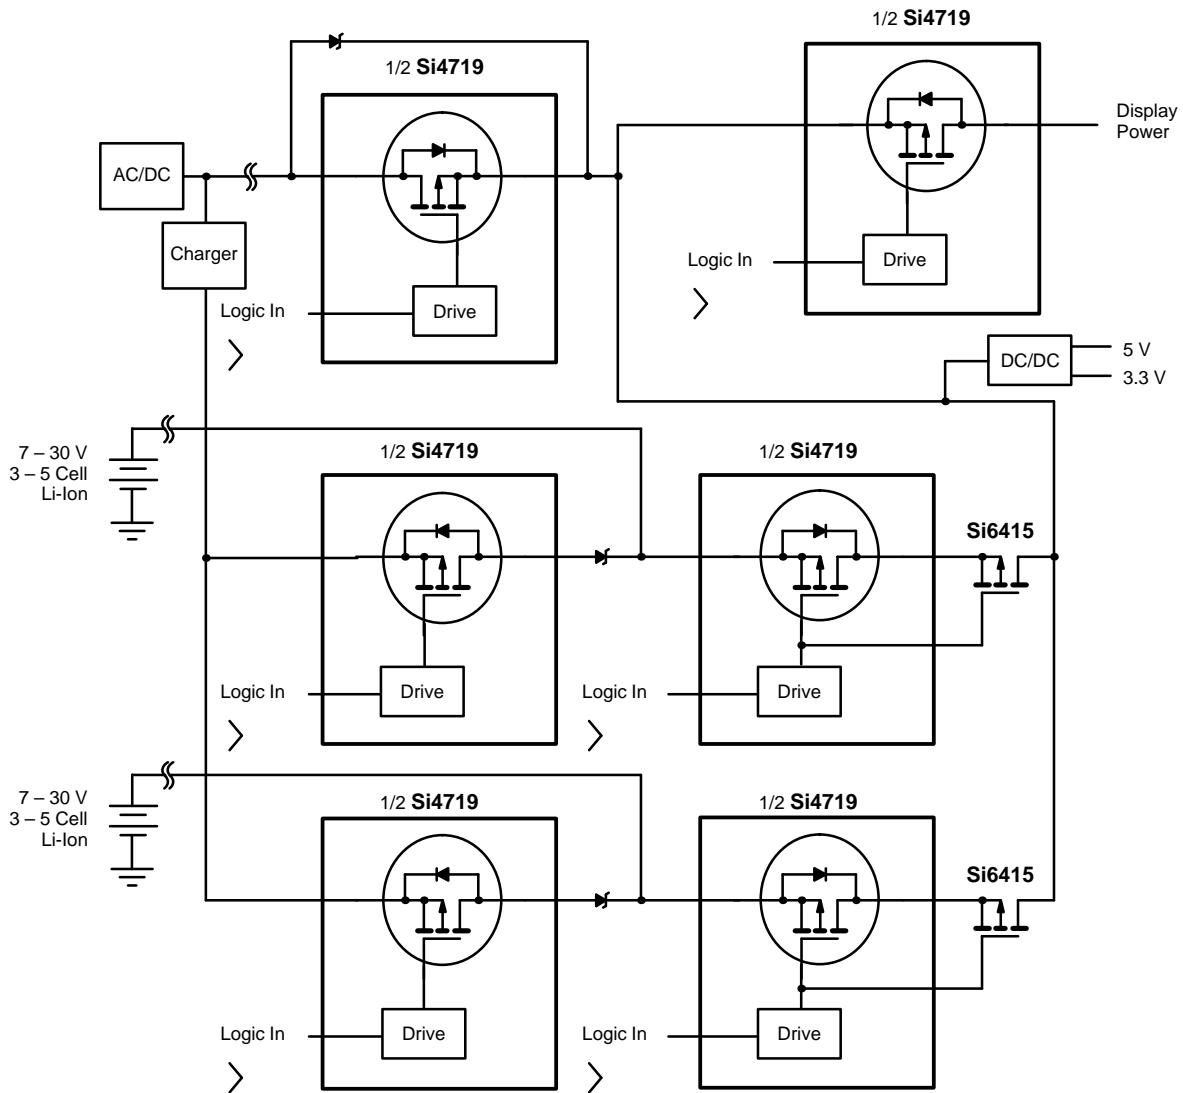 1/2 Si4719
1/2 Si4719
Display
Power
AC/DC
Charger
Logic In
Drive
Logic In
Drive
DC/DC
5 V
3.3 V
7 – 30 V
3 – 5 Cell
Li-Ion
1/2 Si4719
1/2 Si4719
Si6415
Logic In
Drive
Logic In
Drive
7 – 30 V
3 – 5 Cell
Li-Ion
1/2 Si4719
1/2 Si4719
Si6415
Logic In
Drive
Logic In
Drive